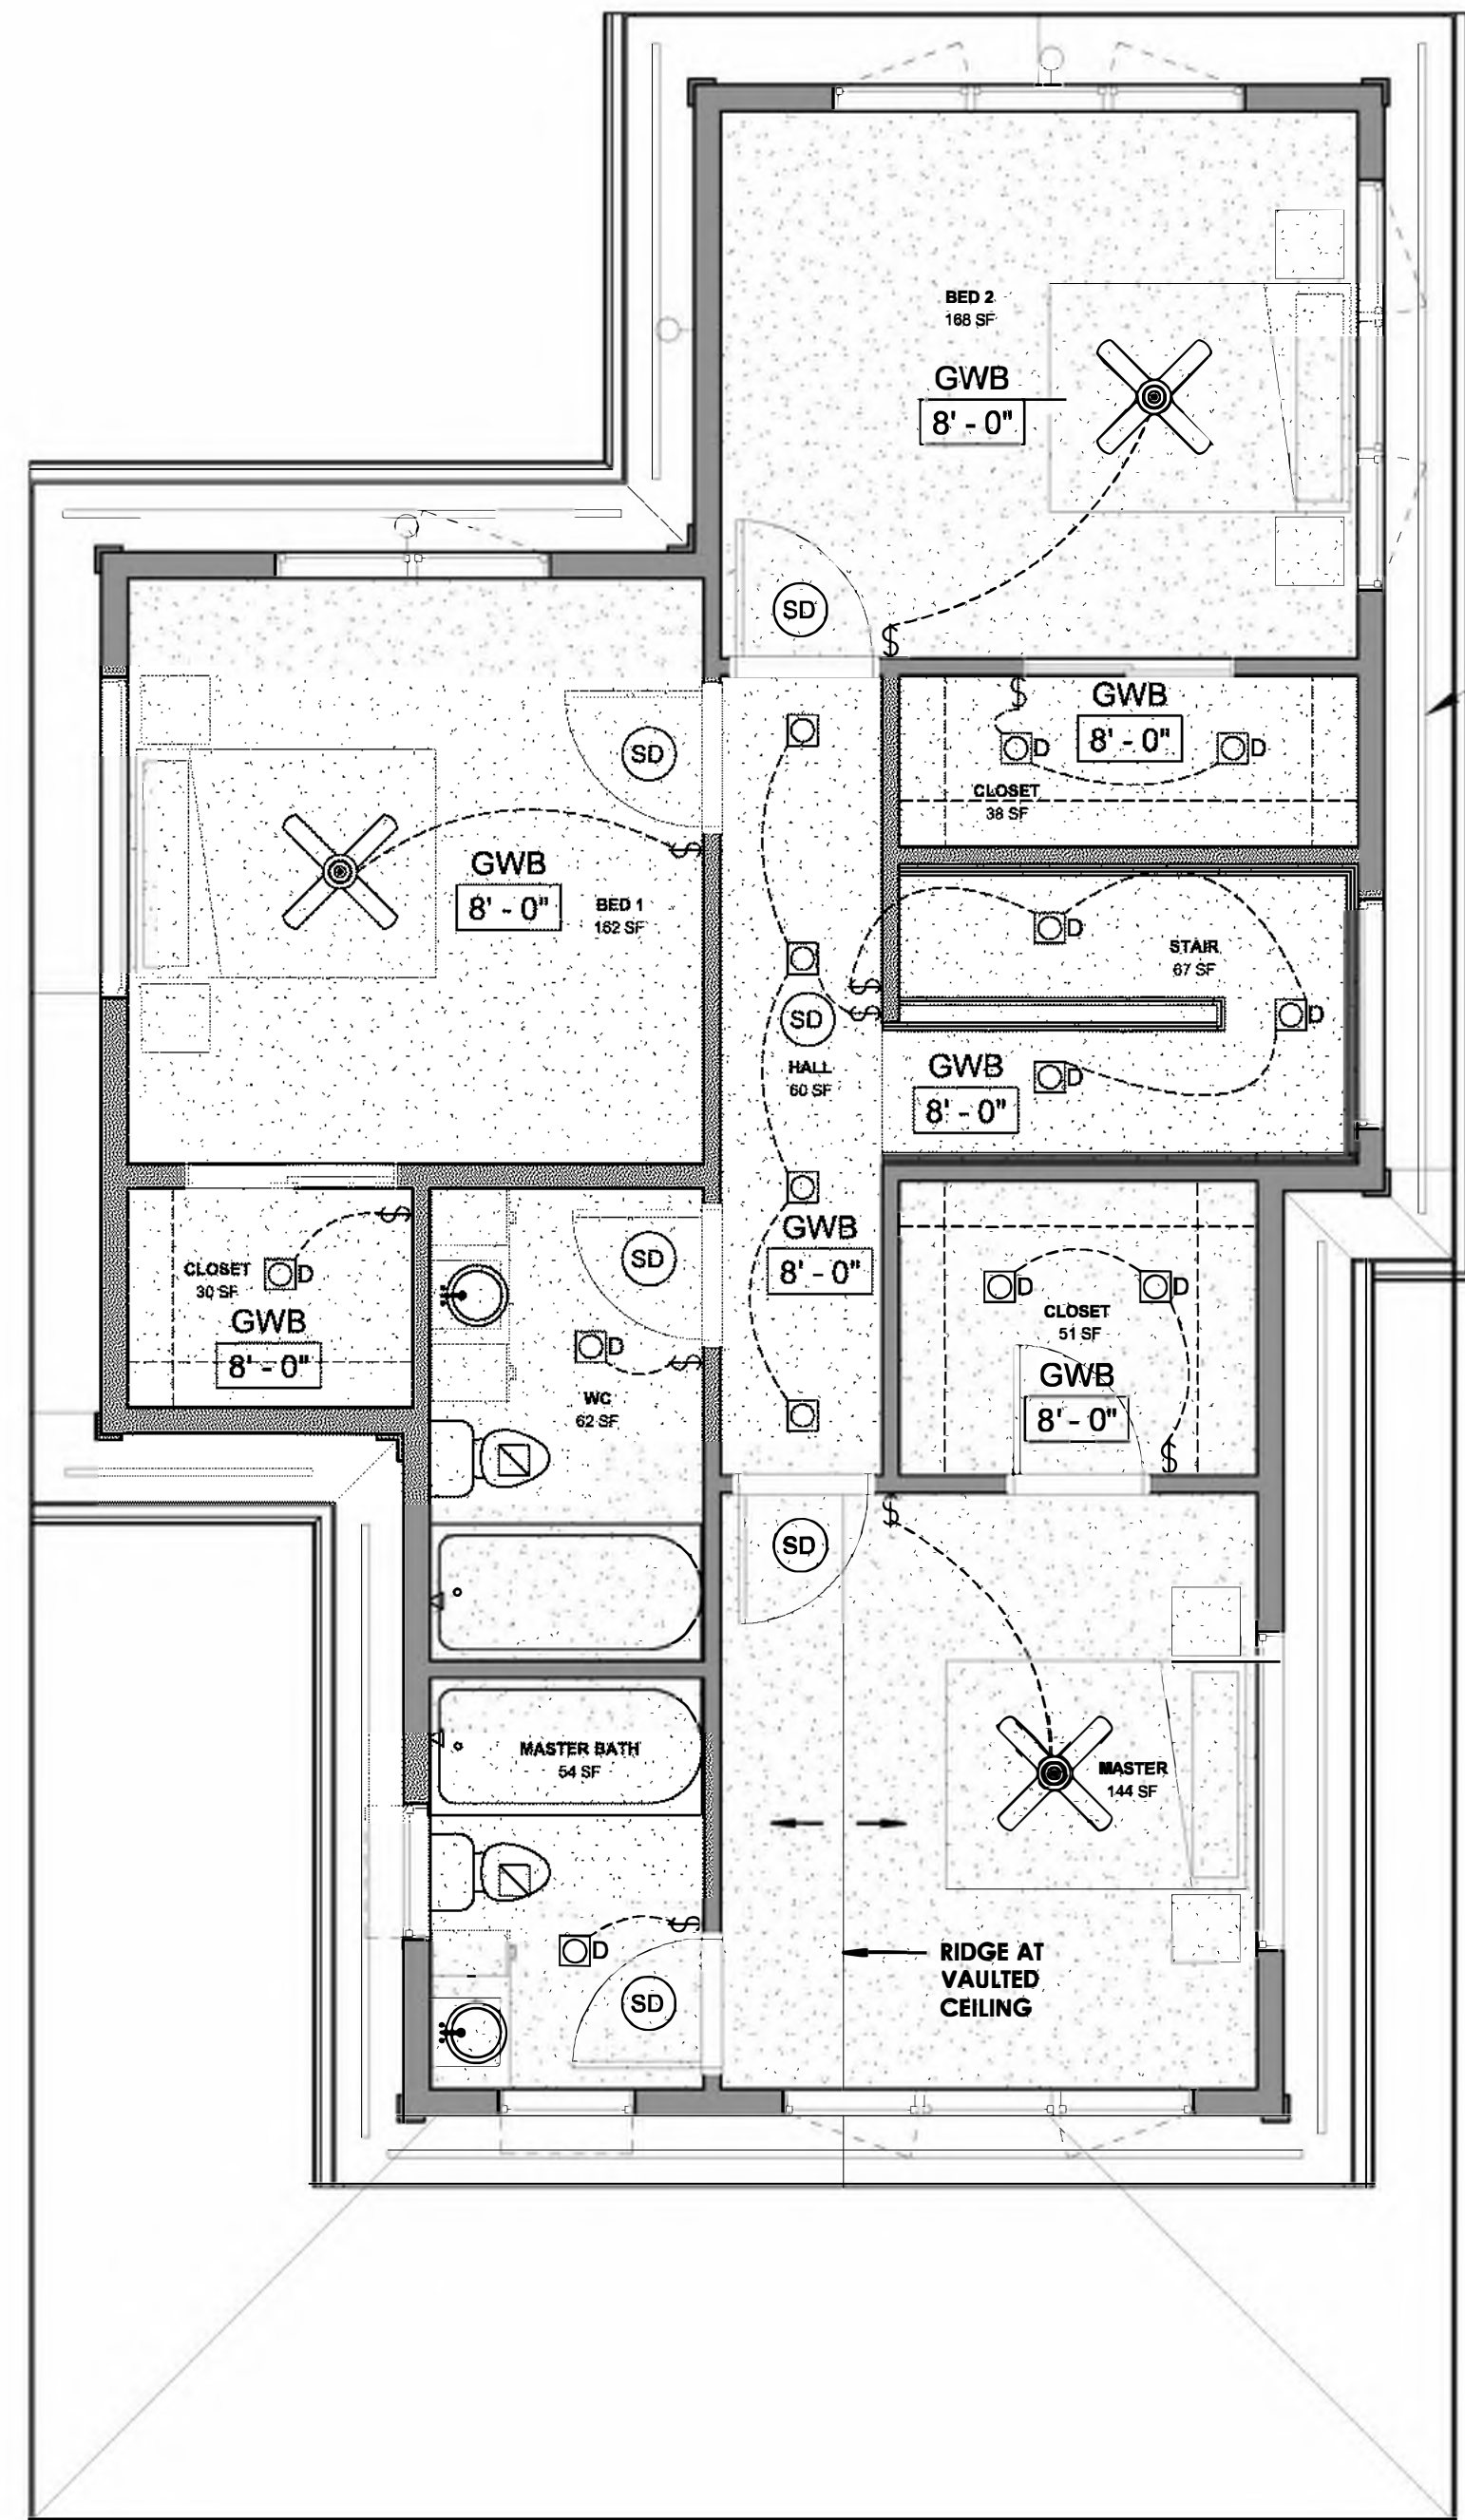 BED 2
168 SF
GWB
8' - 0"
SD
$
$
GWB
8' - 0"
D
D
CLOSET
38 SF
SD
$
GWB
8' - 0"
BED 1
162 SF
D
STAIR
67 SF
$
$
D
SD
HALL
60 SF
GWB
8' - 0"
D
$
CLOSET
30 SF
D
GWB
8' - 0"
SD
D
$
WC
62 SF
GWB
8' - 0"
D
D
CLOSET
51 SF
GWB
8' - 0"
$
$
SD
MASTER BATH
54 SF
MASTER
144 SF
$
D
SD
RIDGE AT
VAULTED
CEILING